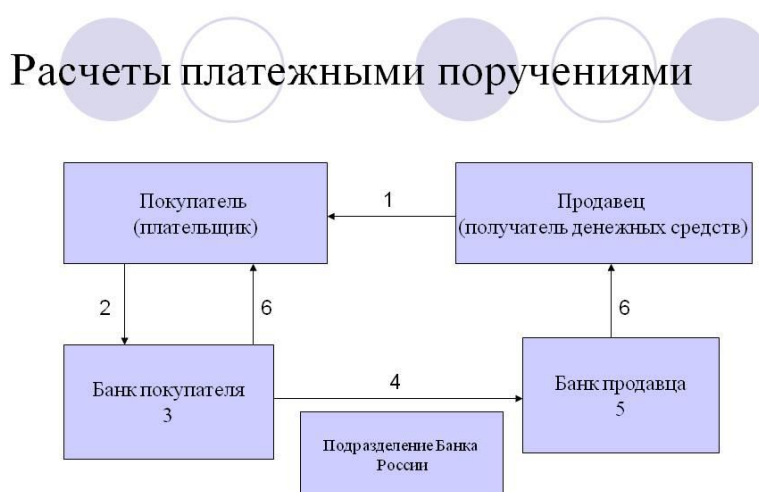 Расчеты платежными поручениями
Покупатель
(плательщик)
1
Продавец
(получатель денежных средств)
2
6
6
Банк покупателя
3
4
Банк продавца
5
Подразделение Банка
России